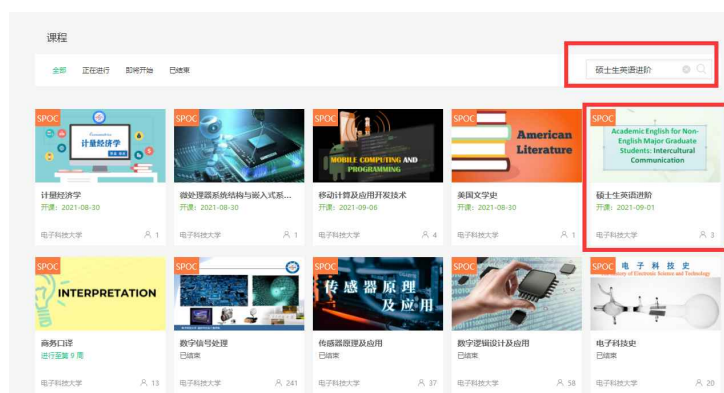 课程
全部 正在进行 即将开始 已结束
硕士生英语进阶
SPOC
计量经济学
SPOC
SPOC
MOBILE COMPUTING AND
PROGRAMMING
SPOC
American
Literature
SPOC
Academic English for Non-
English Major Graduate
Students: Intercultural
Communication
计量经济学
开课：2021-08-30
电子科技大学 1
微处理器系统结构与嵌入式系...
开课：2021-08-30
电子科技大学 1
移动计算及应用开发技术
开课：2021-09-06
电子科技大学 4
美国文学史
开课：2021-08-30
电子科技大学 1
硕士生英语进阶
开课：2021-09-01
电子科技大学 3
SPOC
INTERPRETATION
SPOC
SPOC
传感器原理
及应用
SPOC
SPOC
电子科技史
History of Electronic Science and Technology
商务口译
进行至第 9 周
电子科技大学 13
数字信号处理
已结束
电子科技大学 241
传感器原理及应用
已结束
电子科技大学 37
数字逻辑设计及应用
已结束
电子科技大学 58
电子科技史
已结束
电子科技大学 20